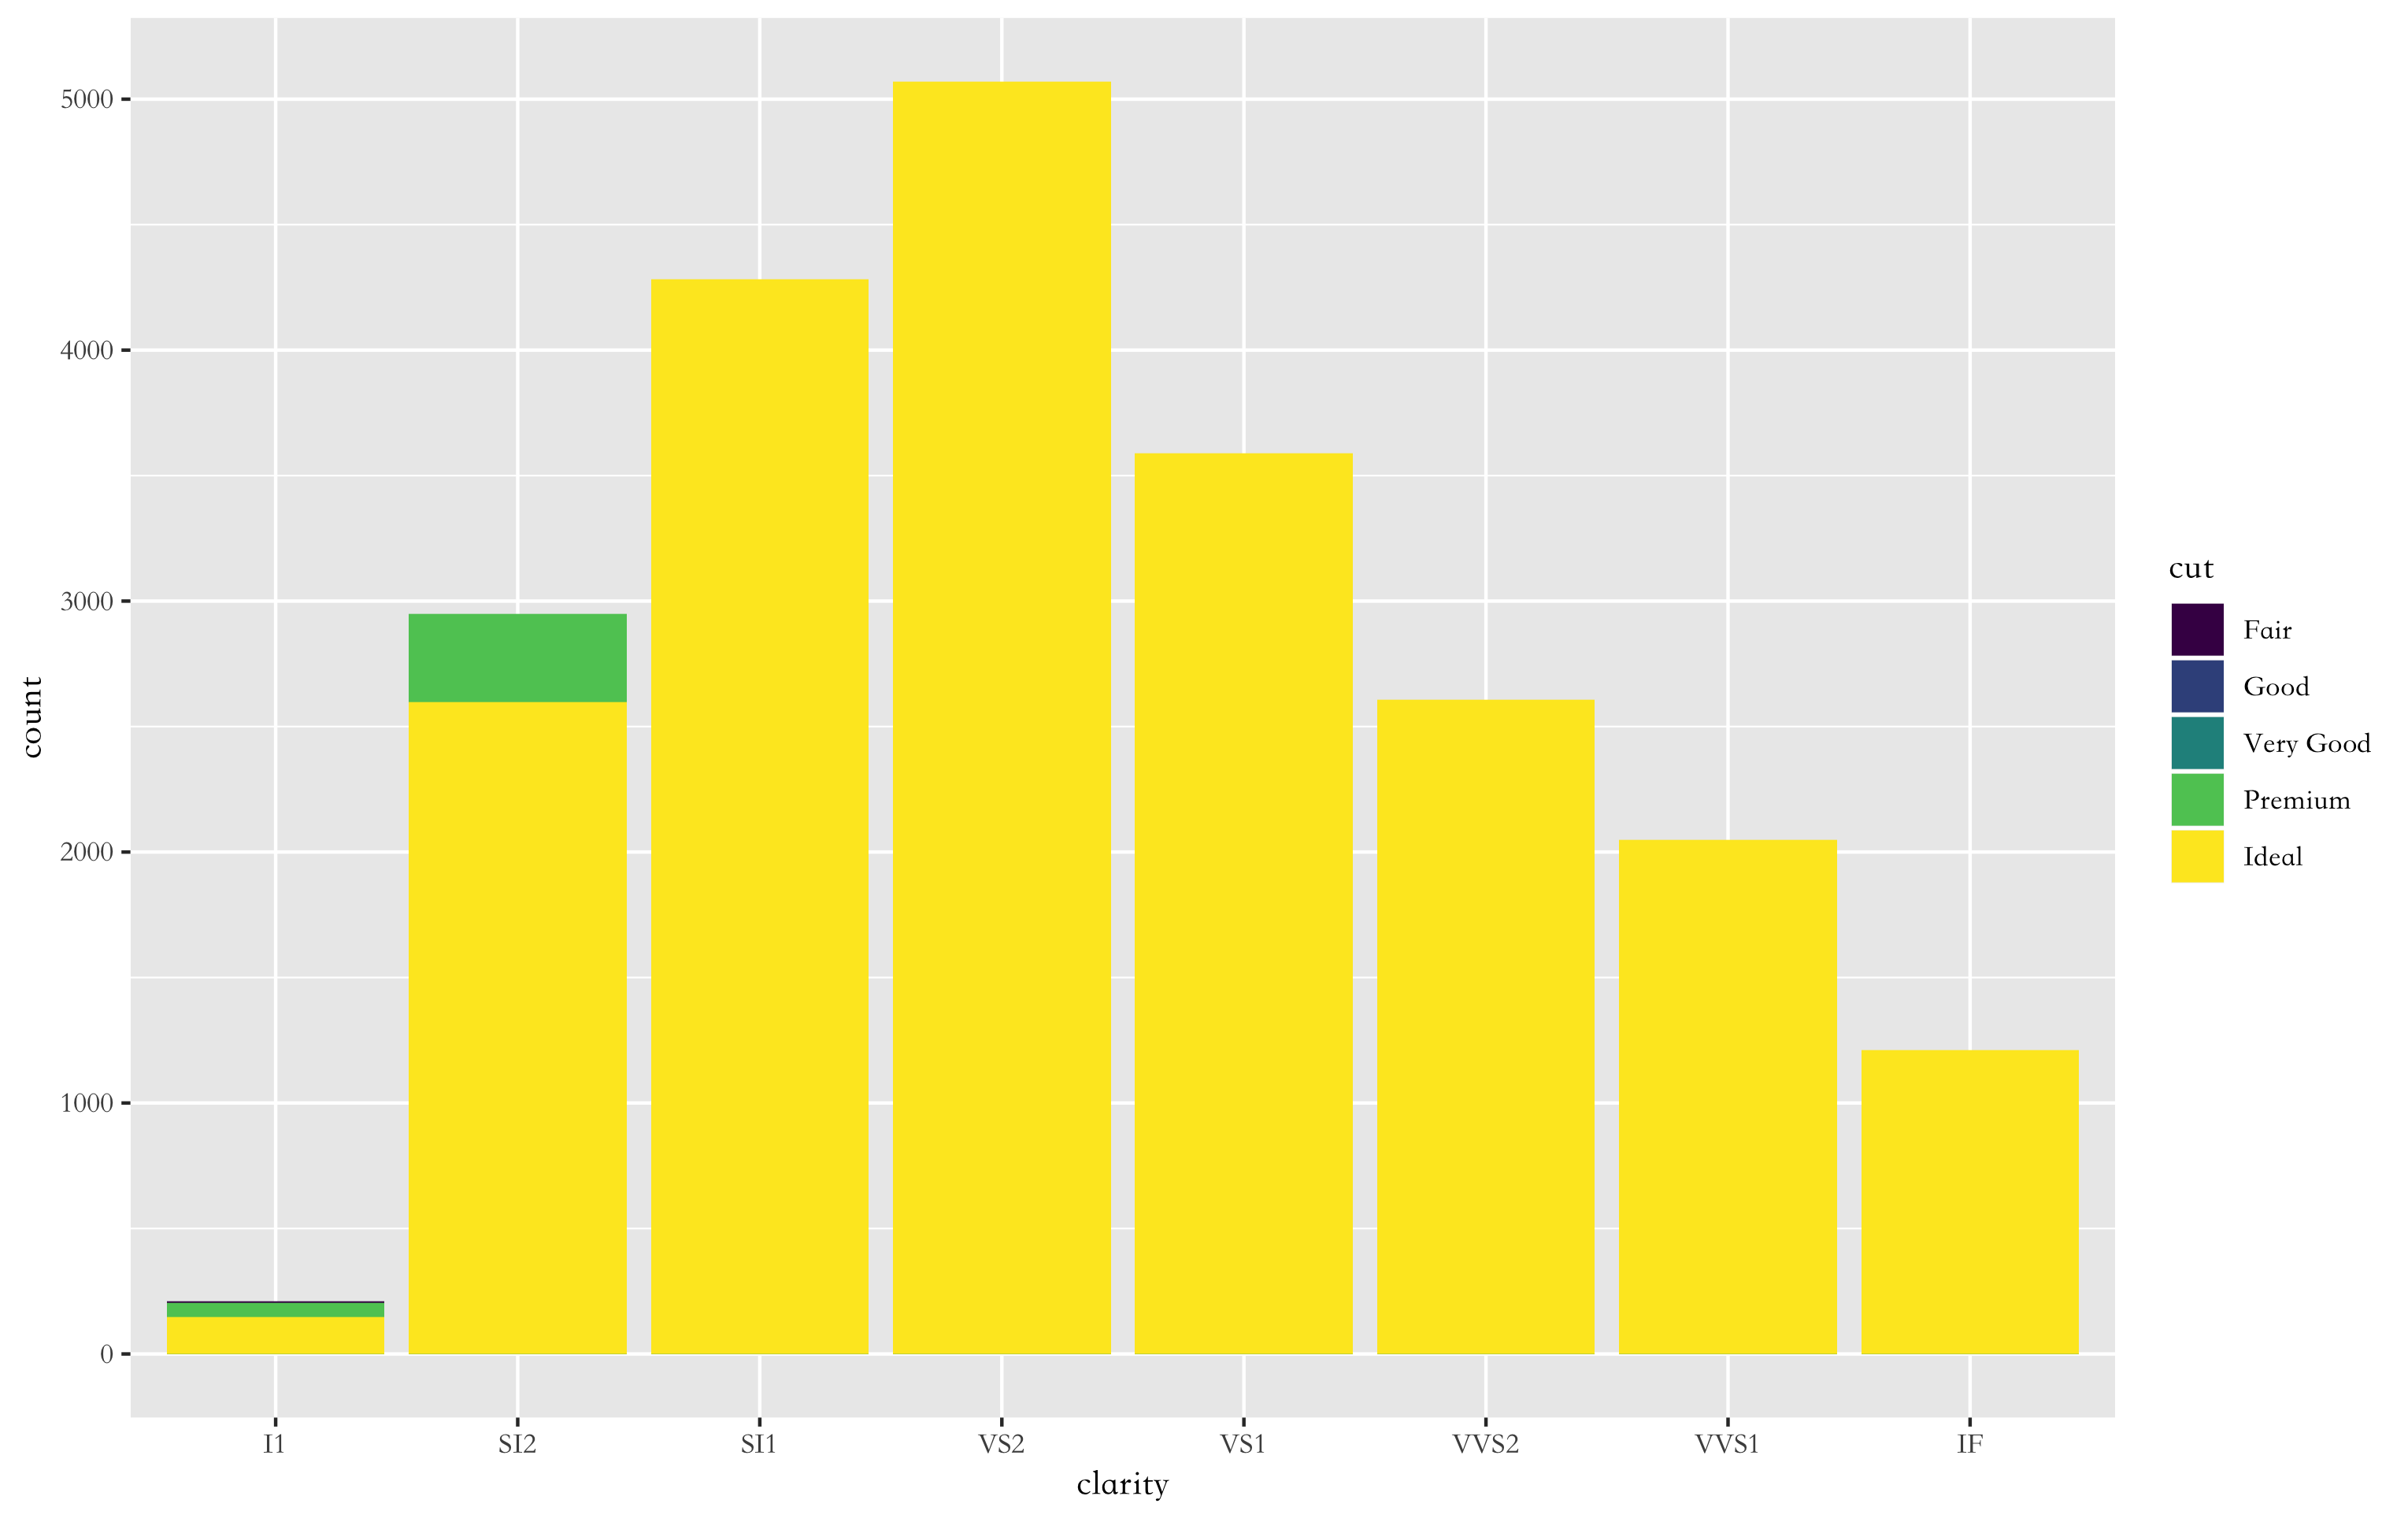 5000
4000
3000
2000
1000
0
count
I1 SI2 SI1 VS2 VS1 VVS2 VVS1 IF
clarity
cut
Fair
Good
Very Good
Premium
Ideal